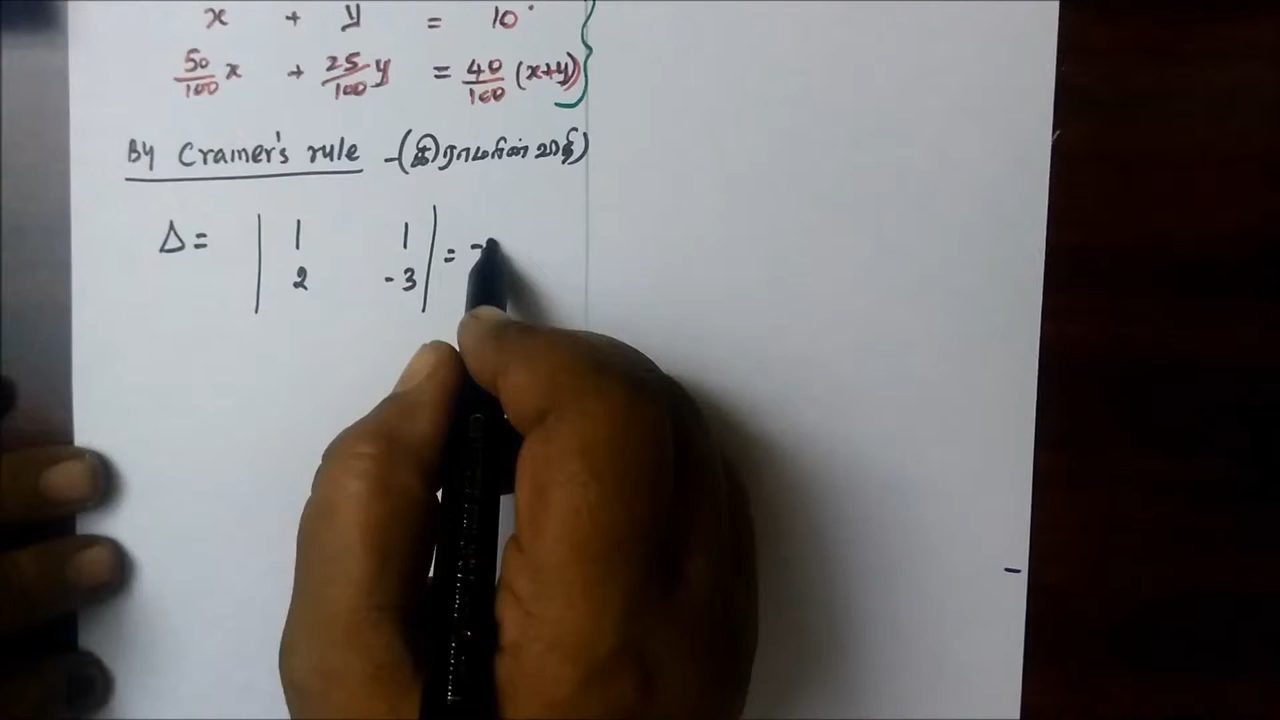 x + y = 10
50/100 x + 25/100 y = 40/100 (x+y)
By Cramer's rule - (கிராமரின் விதி)
Δ = | 1 1 | = -
| 2 -3 |